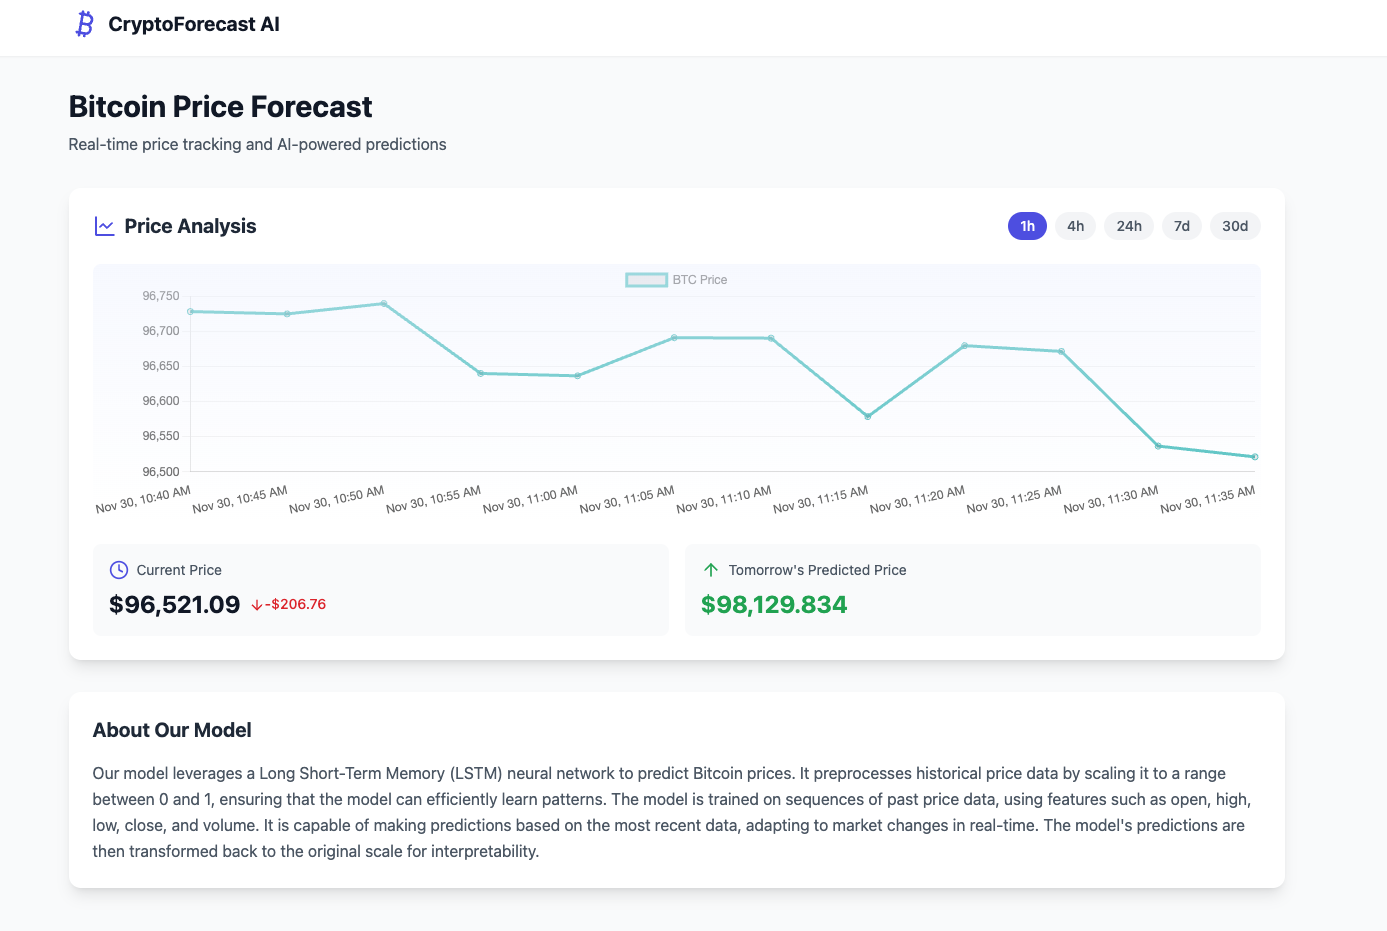 CryptoForecast AI
Bitcoin Price Forecast
Real-time price tracking and AI-powered predictions
Price Analysis
1h 4h 24h 7d 30d
BTC Price
96,750
96,700
96,650
96,600
96,550
96,500
Nov 30, 10:40 AM Nov 30, 10:45 AM Nov 30, 10:50 AM Nov 30, 10:55 AM Nov 30, 11:00 AM Nov 30, 11:05 AM Nov 30, 11:10 AM Nov 30, 11:15 AM Nov 30, 11:20 AM Nov 30, 11:25 AM Nov 30, 11:30 AM Nov 30, 11:35 AM
Current Price
$96,521.09 ↓-$206.76
Tomorrow's Predicted Price
$98,129.834
About Our Model
Our model leverages a Long Short-Term Memory (LSTM) neural network to predict Bitcoin prices. It preprocesses historical price data by scaling it to a range
between 0 and 1, ensuring that the model can efficiently learn patterns. The model is trained on sequences of past price data, using features such as open, high,
low, close, and volume. It is capable of making predictions based on the most recent data, adapting to market changes in real-time. The model's predictions are
then transformed back to the original scale for interpretability.